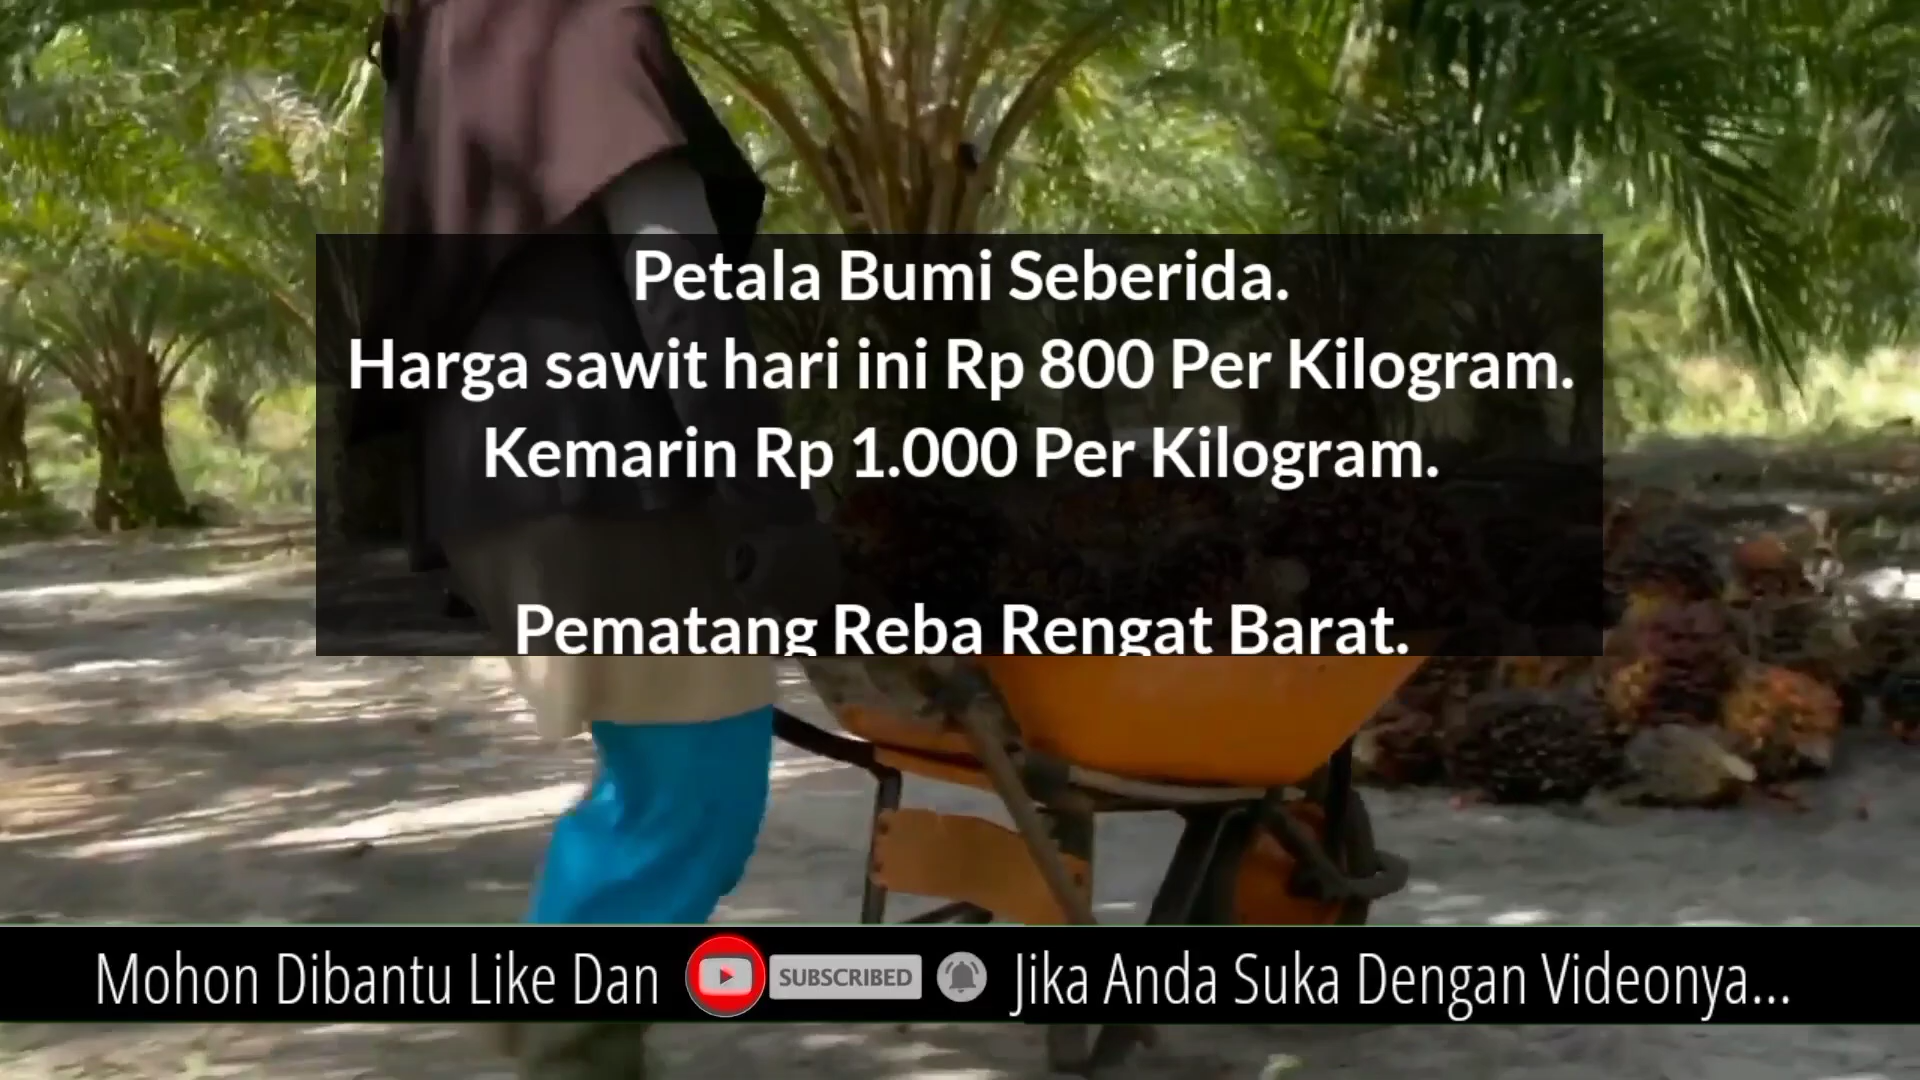 Petala Bumi Seberida.
Harga sawit hari ini Rp 800 Per Kilogram.
Kemarin Rp 1.000 Per Kilogram.
Pematang Reba Rengat Barat.
Mohon Dibantu Like Dan SUBSCRIBED Jika Anda Suka Dengan Videonya...